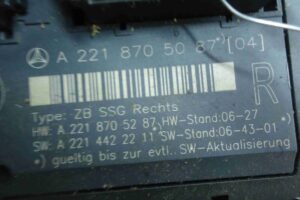 A 221 870 50 87*[04]
R
Type: ZB SSG Rechts
HW: A 221 870 52 87 HW-Stand:06-27
SW: A 221 442 22 11*SW-Stand:06-43-01
*) gueltig bis zur evtl. SW-Aktualisierung